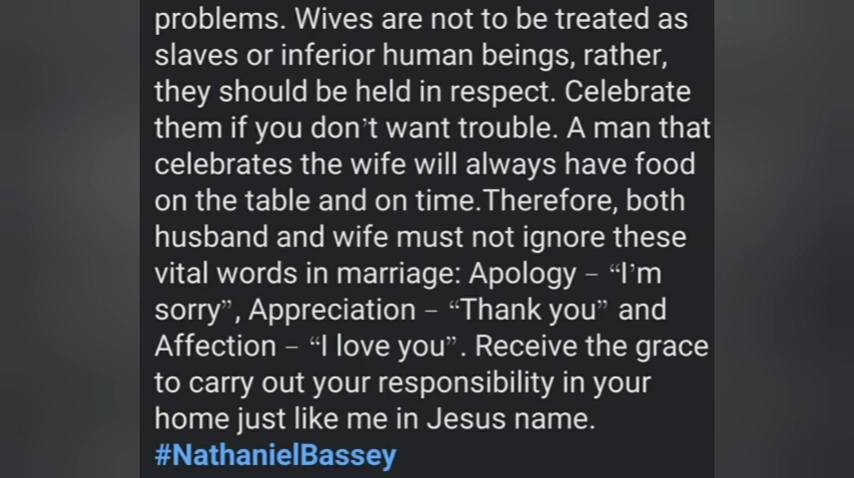 problems. Wives are not to be treated as
slaves or inferior human beings, rather,
they should be held in respect. Celebrate
them if you don’t want trouble. A man that
celebrates the wife will always have food
on the table and on time.Therefore, both
husband and wife must not ignore these
vital words in marriage: Apology – “I’m
sorry”, Appreciation – “Thank you” and
Affection – “I love you”. Receive the grace
to carry out your responsibility in your
home just like me in Jesus name.
#NathanielBassey